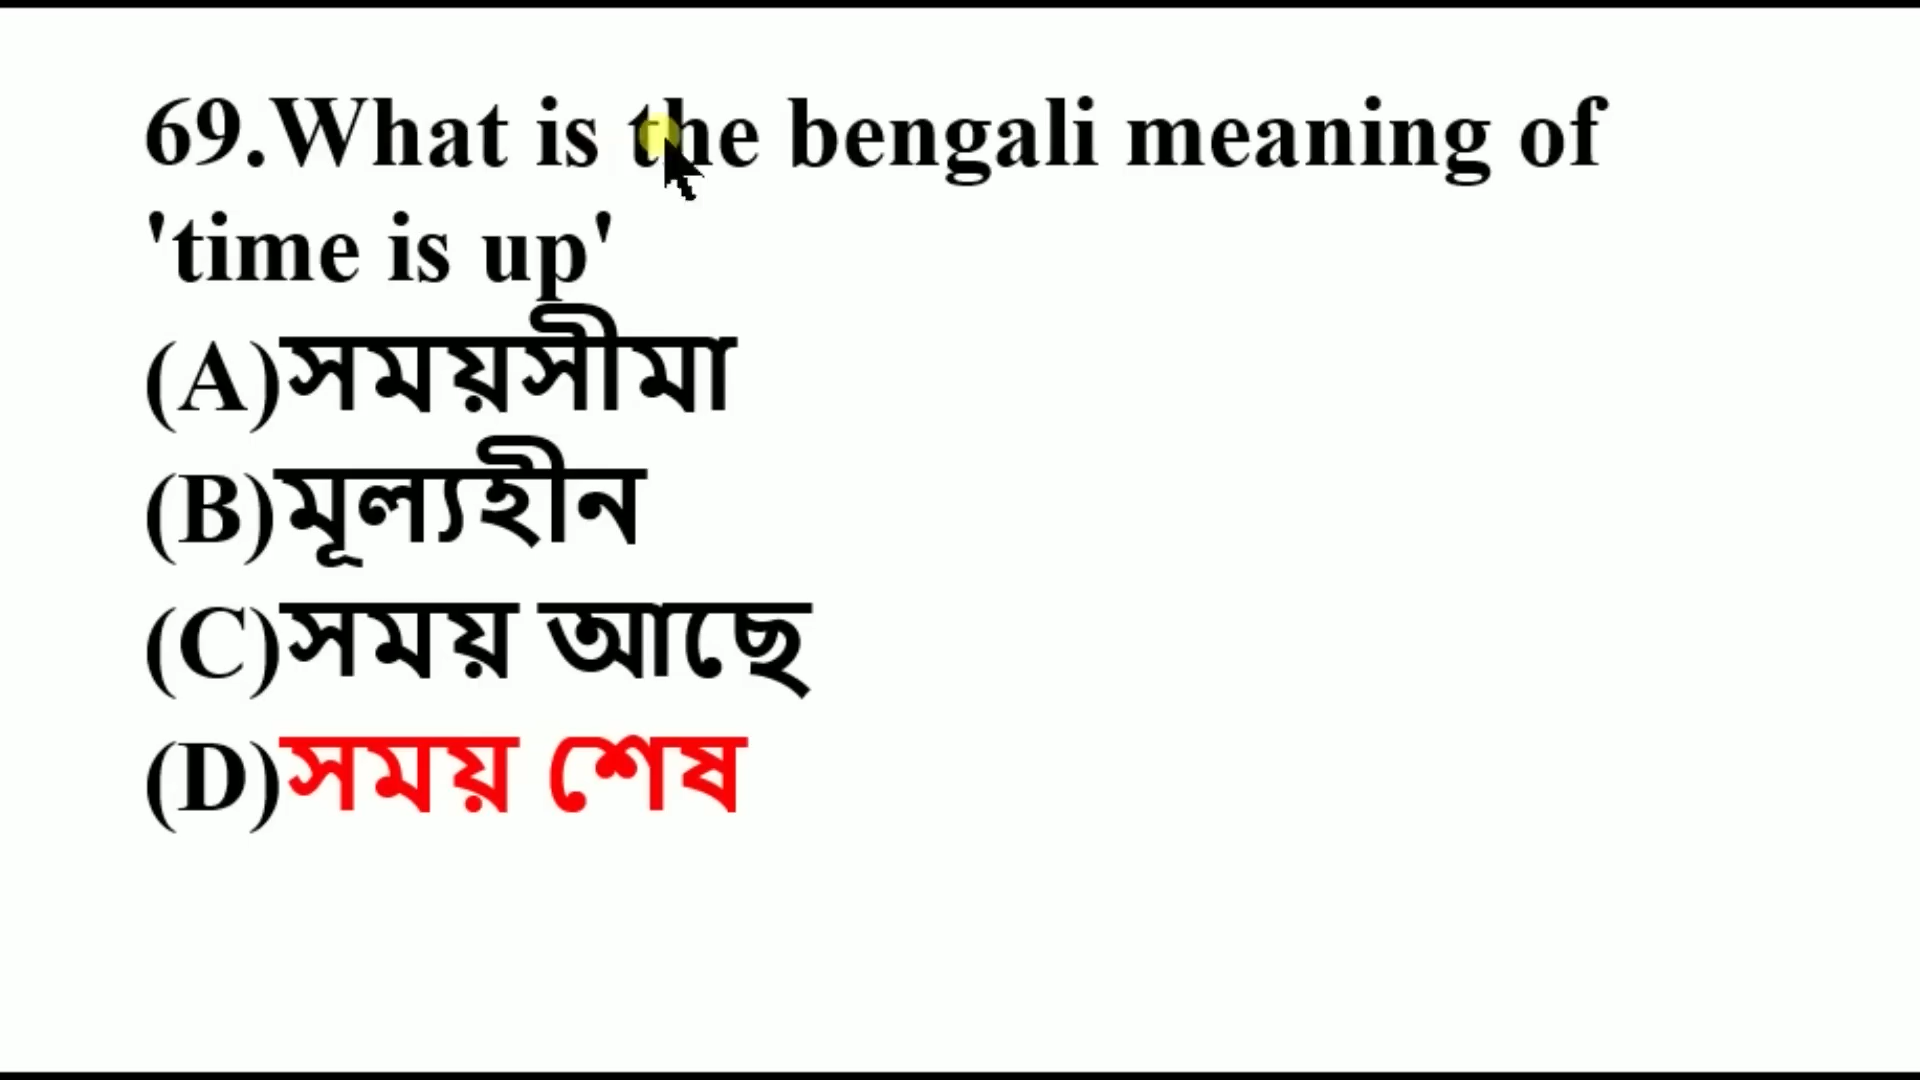 69.What is the bengali meaning of
'time is up'
(A)সময়সীমা
(B)মূল্যহীন
(C)সময় আছে
(D)সময় শেষ